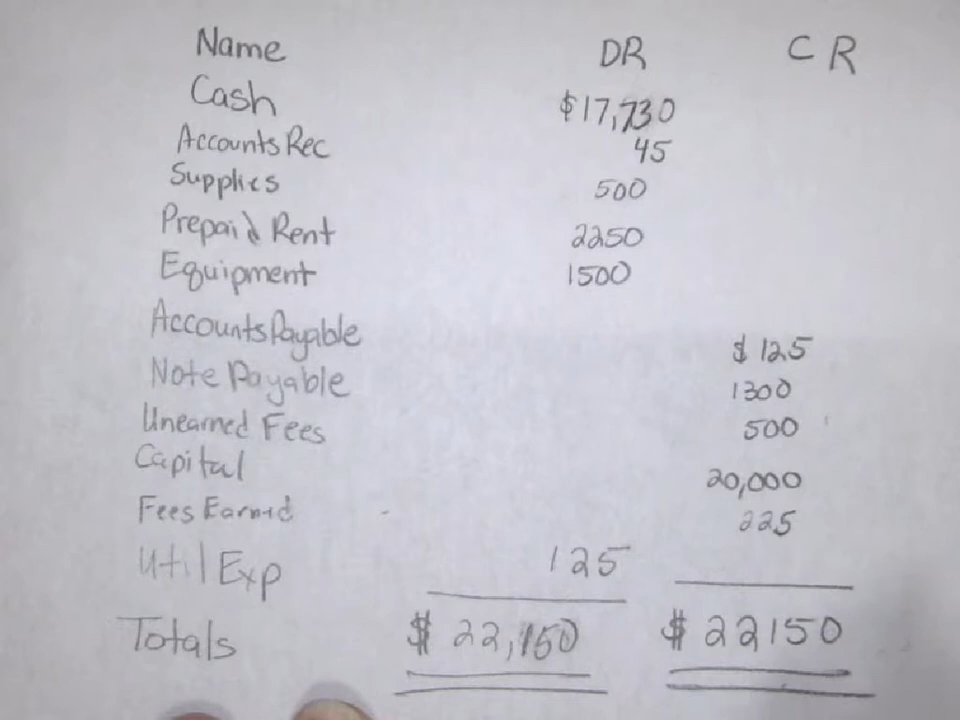 Name DR CR
Cash $17,730
Accounts Rec 45
Supplies 500
Prepaid Rent 2250
Equipment 1500
Accounts Payable $125
Note Payable 1300
Unearned Fees 500
Capital 20,000
Fees Earned 225
Util Exp 125
Totals $22,150 $22150